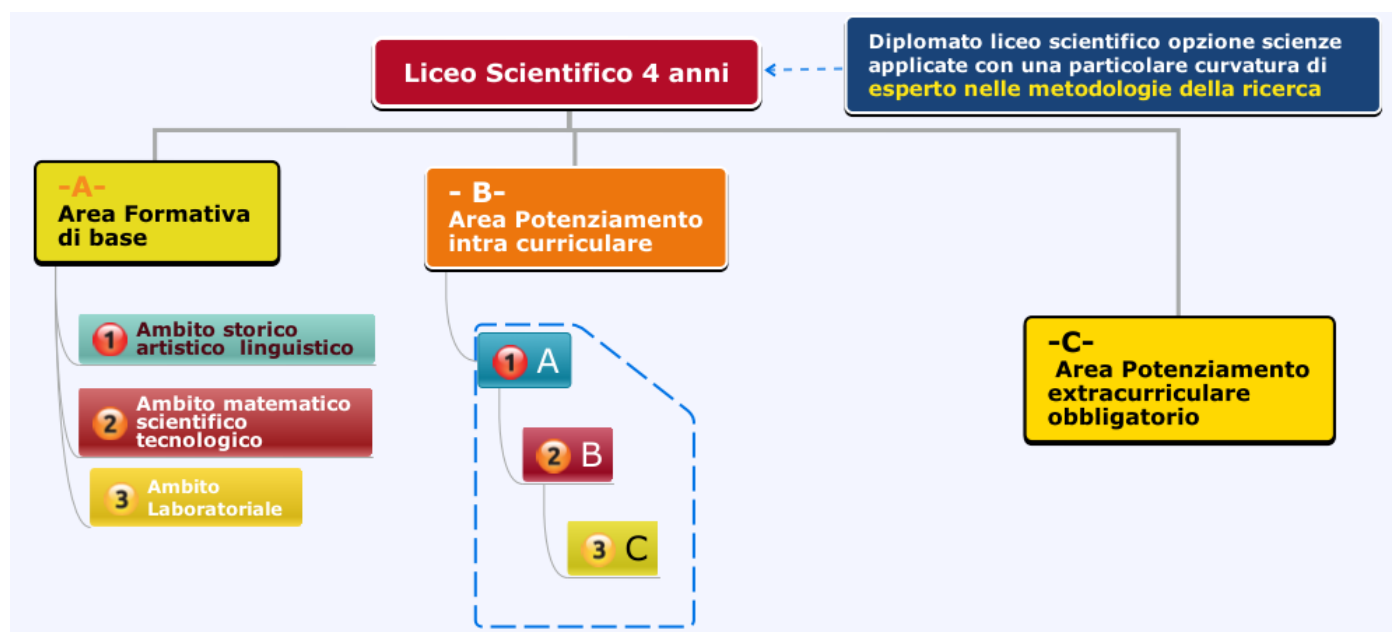 Liceo Scientifico 4 anni
Diplomato liceo scientifico opzione scienze
applicate con una particolare curvatura di
esperto nelle metodologie della ricerca
-A-
Area Formativa
di base
1 Ambito storico
artistico linguistico
2 Ambito matematico
scientifico
tecnologico
3 Ambito
Laboratoriale
- B-
Area Potenziamento
intra curriculare
1 A
2 B
3 C
-C-
Area Potenziamento
extracurriculare
obbligatorio